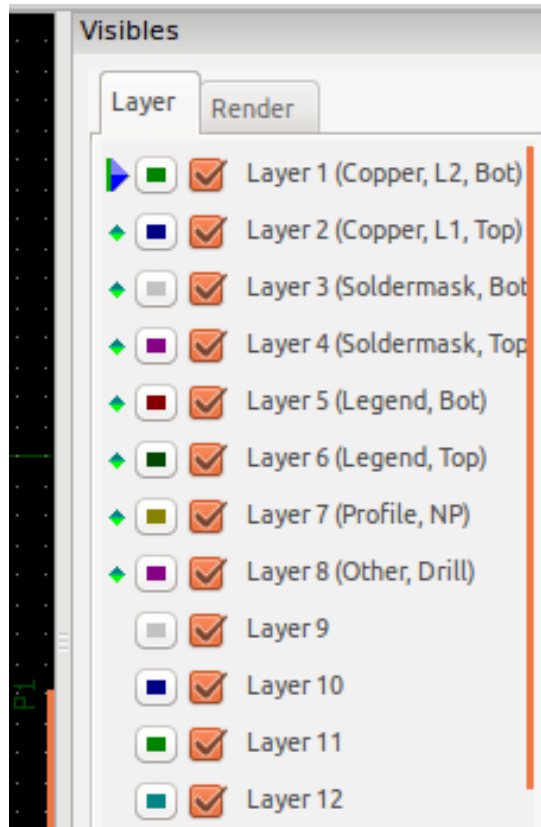 Visibles
Layer
Render
Layer 1 (Copper, L2, Bot)
Layer 2 (Copper, L1, Top)
Layer 3 (Soldermask, Bot
Layer 4 (Soldermask, Top
Layer 5 (Legend, Bot)
Layer 6 (Legend, Top)
Layer 7 (Profile, NP)
Layer 8 (Other, Drill)
Layer 9
Layer 10
Layer 11
Layer 12
P1